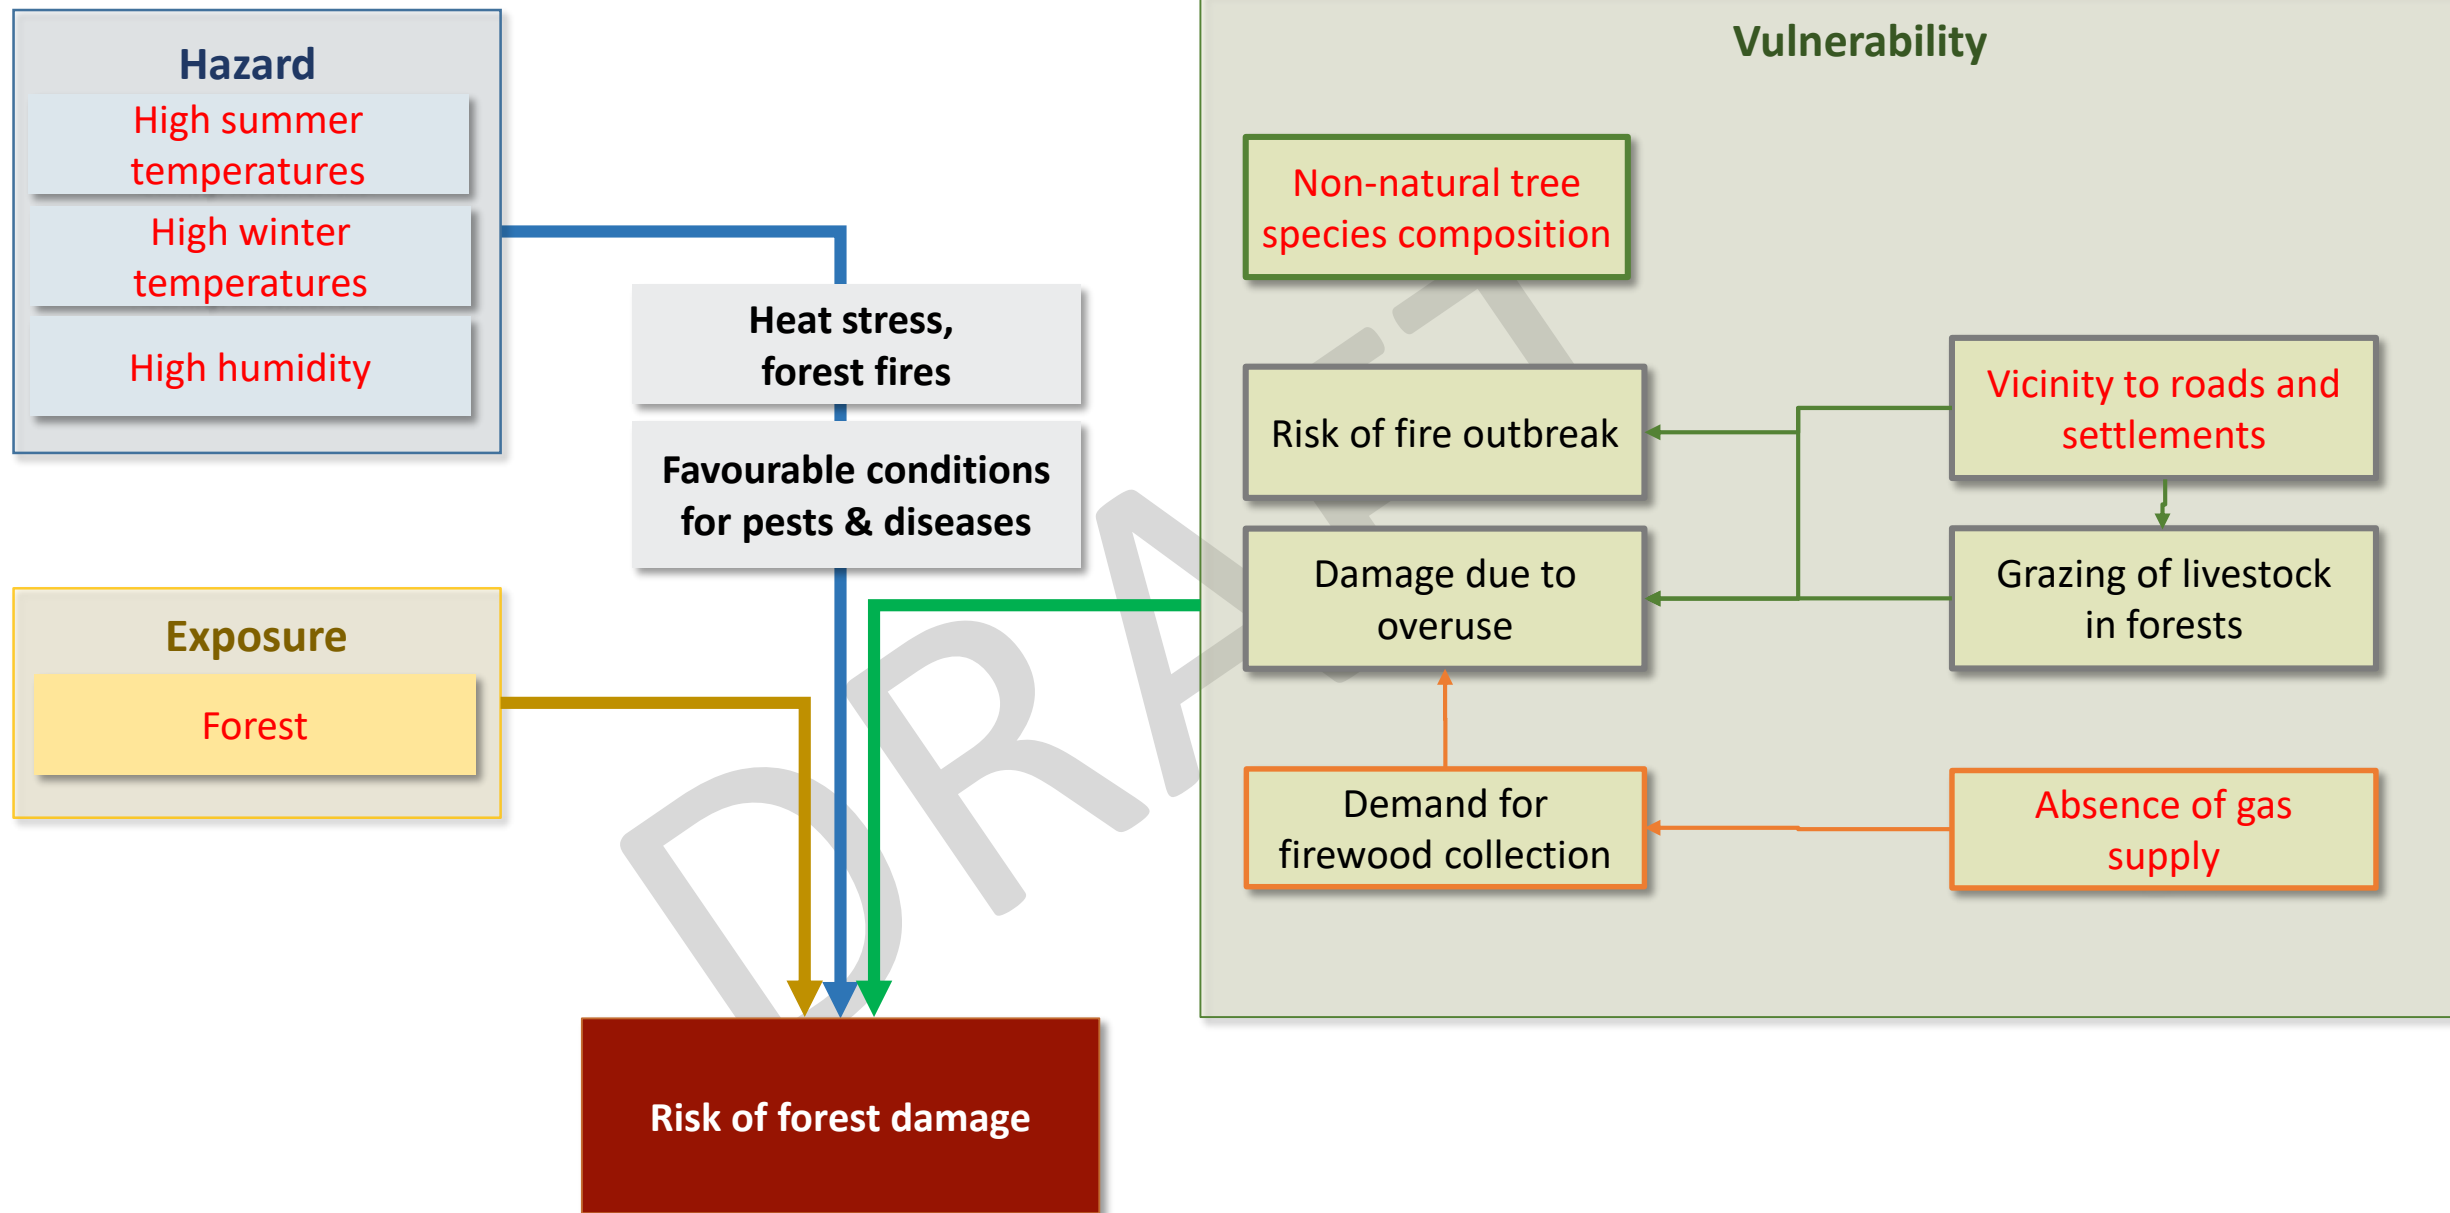 Hazard
High summer
temperatures
High winter
temperatures
High humidity
Exposure
Forest
Heat stress,
forest fires
Favourable conditions
for pests & diseases
Risk of forest damage
Vulnerability
Non-natural tree
species composition
Risk of fire outbreak
Vicinity to roads and
settlements
Damage due to
overuse
Grazing of livestock
in forests
Demand for
firewood collection
Absence of gas
supply
DRAFT